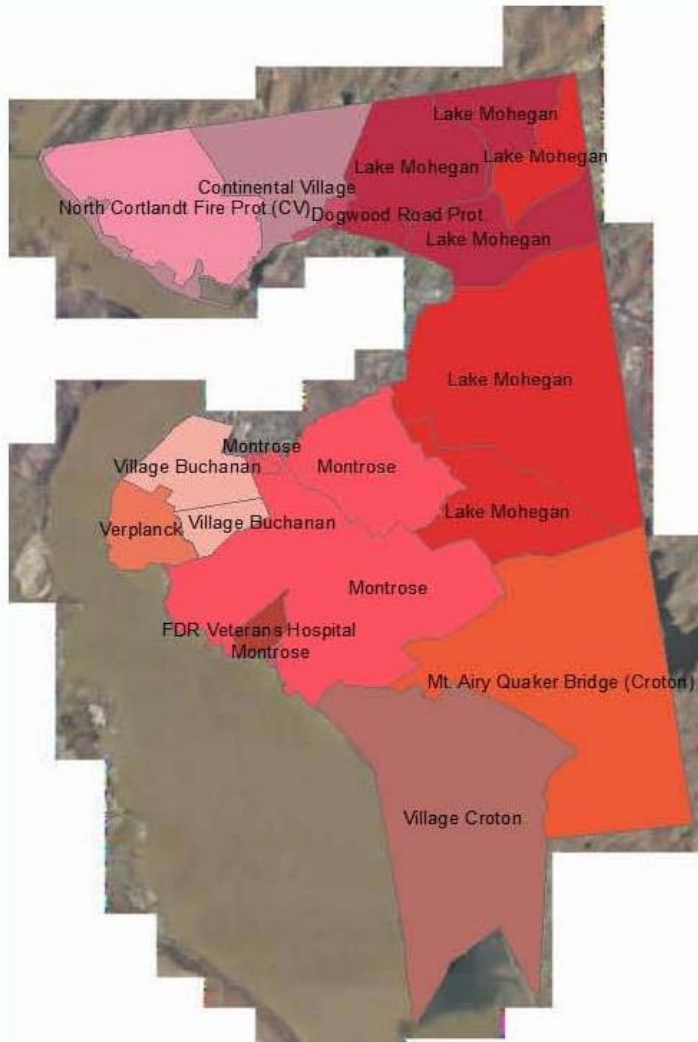 Lake Mohegan
Lake Mohegan
Lake Mohegan
Continental Village
North Cortlandt Fire Prot.(CV)
Dogwood Road Prot.
Lake Mohegan
Lake Mohegan
Montrose
Village Buchanan
Montrose
Lake Mohegan
Verplanck
Village Buchanan
Montrose
FDR Veterans Hospital
Montrose
Mt. Airy Quaker Bridge (Croton)
Village Croton